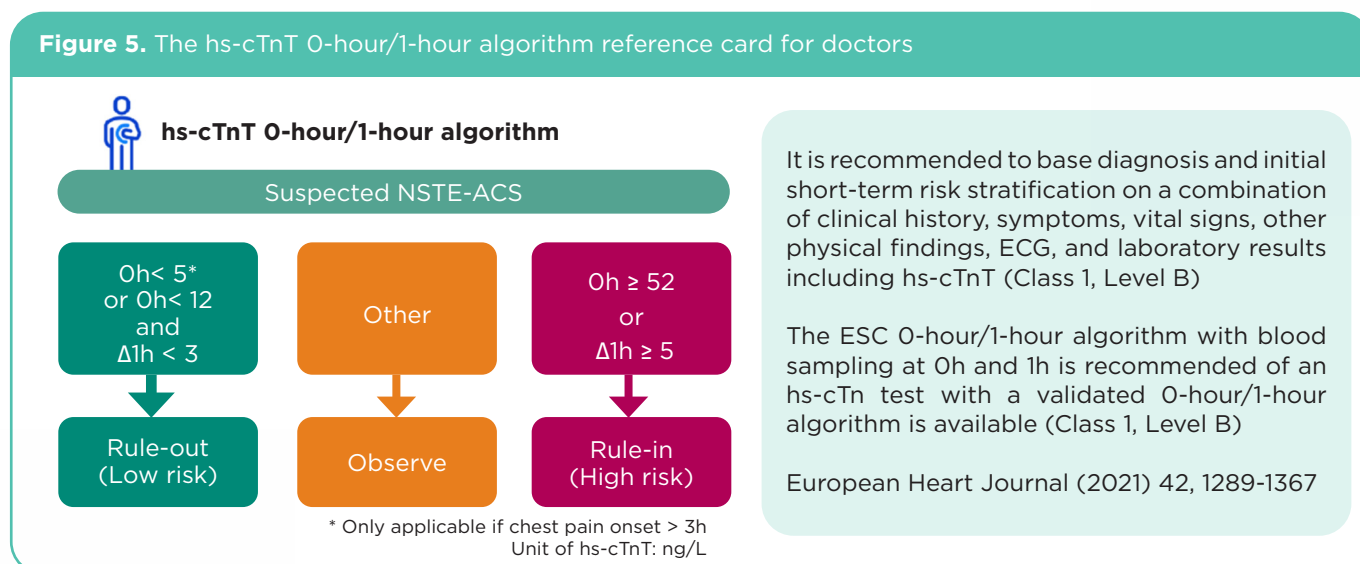 Figure 5. The hs-cTnT 0-hour/1-hour algorithm reference card for doctors
hs-cTnT 0-hour/1-hour algorithm
Suspected NSTE-ACS
0h< 5*
or 0h< 12
and
Δ1h < 3
Other
0h ≥ 52
or
Δ1h ≥ 5
Rule-out
(Low risk)
Observe
Rule-in
(High risk)
* Only applicable if chest pain onset > 3h
Unit of hs-cTnT: ng/L
It is recommended to base diagnosis and initial
short-term risk stratification on a combination
of clinical history, symptoms, vital signs, other
physical findings, ECG, and laboratory results
including hs-cTnT (Class 1, Level B)
The ESC 0-hour/1-hour algorithm with blood
sampling at 0h and 1h is recommended of an
hs-cTn test with a validated 0-hour/1-hour
algorithm is available (Class 1, Level B)
European Heart Journal (2021) 42, 1289-1367